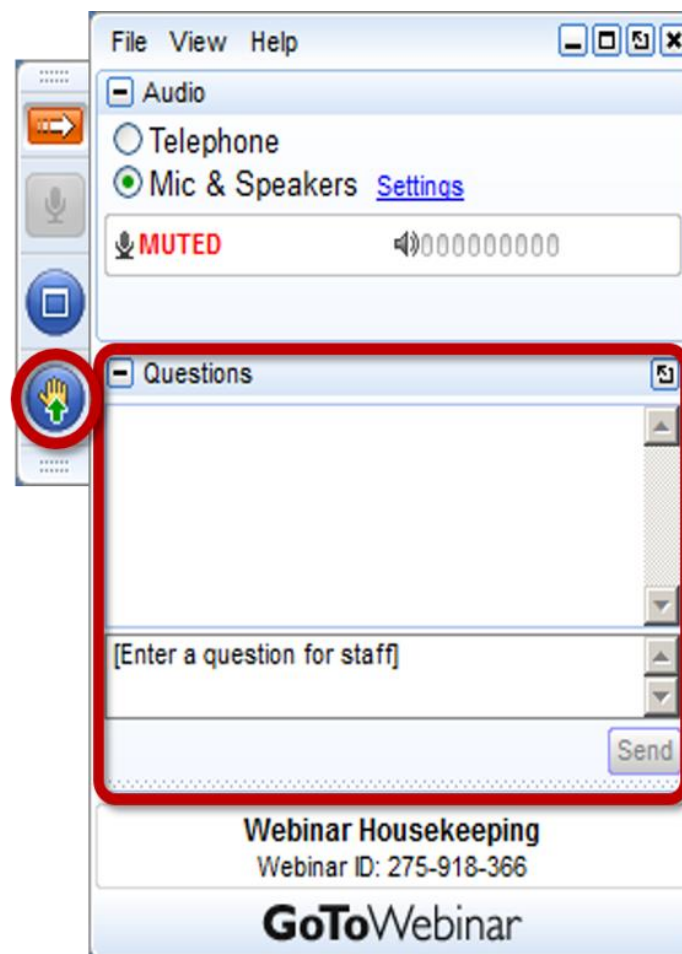 File View Help
Audio
Telephone
Mic & Speakers Settings
MUTED 000000000
Questions
[Enter a question for staff]
Send
Webinar Housekeeping
Webinar ID: 275-918-366
GoToWebinar